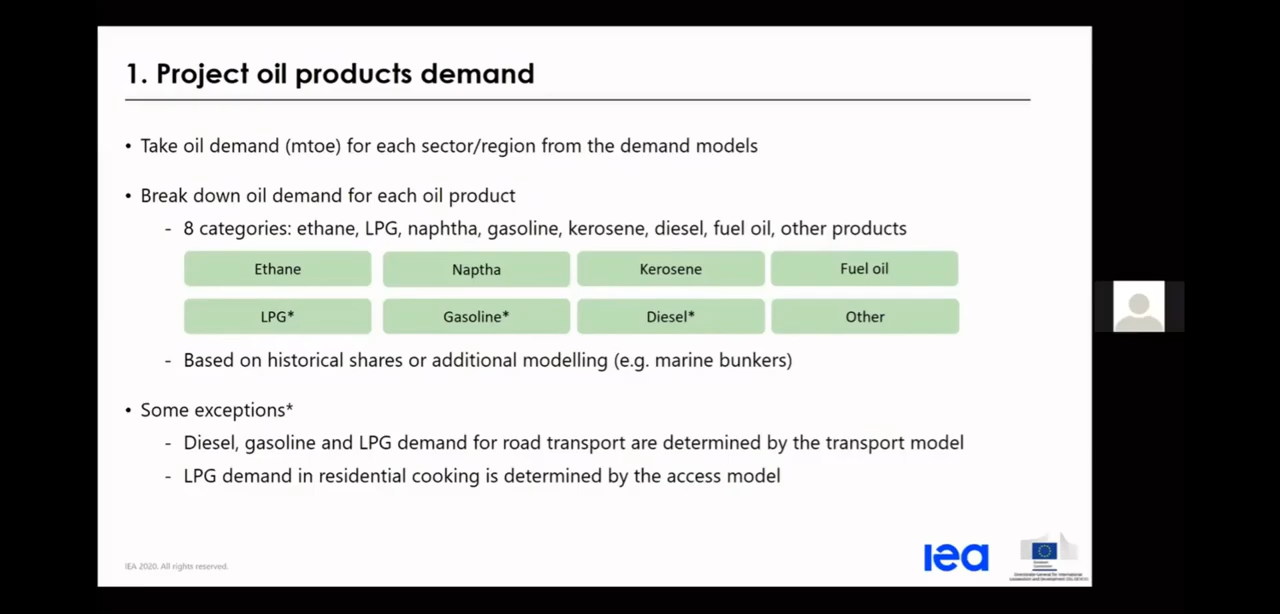 1. Project oil products demand
• Take oil demand (mtoe) for each sector/region from the demand models
• Break down oil demand for each oil product
- 8 categories: ethane, LPG, naphtha, gasoline, kerosene, diesel, fuel oil, other products
Ethane Naptha Kerosene Fuel oil
LPG* Gasoline* Diesel* Other
- Based on historical shares or additional modelling (e.g. marine bunkers)
• Some exceptions*
- Diesel, gasoline and LPG demand for road transport are determined by the transport model
- LPG demand in residential cooking is determined by the access model
IEA 2020. All rights reserved.
iea